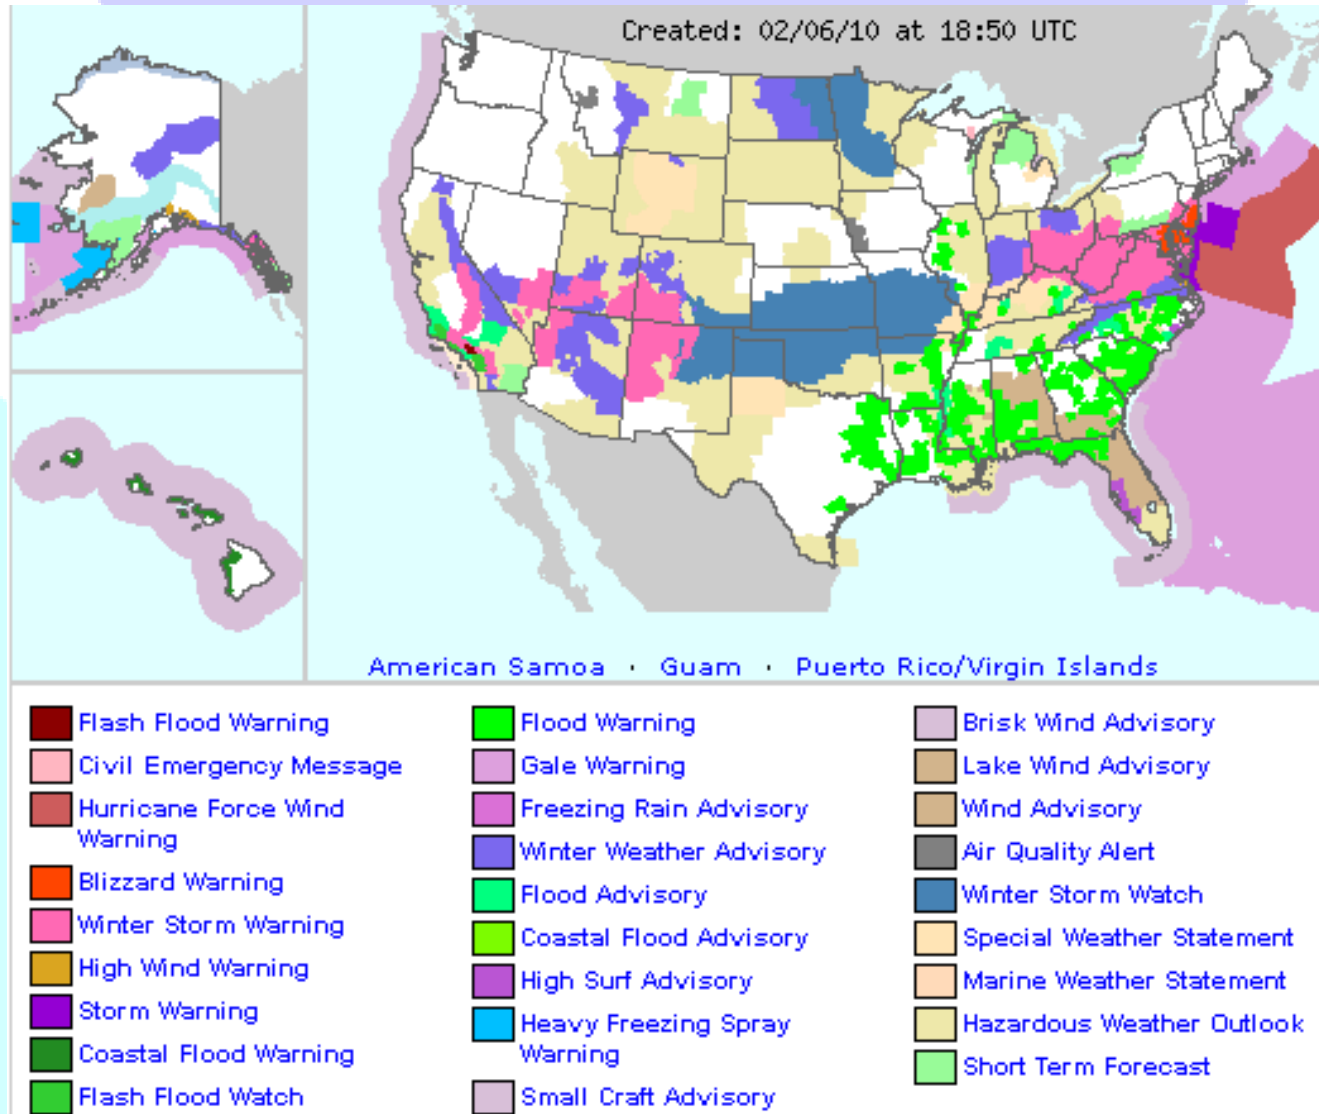 Created: 02/06/10 at 18:50 UTC
American Samoa · Guam · Puerto Rico/Virgin Islands
Flash Flood Warning
Civil Emergency Message
Hurricane Force Wind
Warning
Blizzard Warning
Winter Storm Warning
High Wind Warning
Storm Warning
Coastal Flood Warning
Flash Flood Watch
Flood Warning
Gale Warning
Freezing Rain Advisory
Winter Weather Advisory
Flood Advisory
Coastal Flood Advisory
High Surf Advisory
Heavy Freezing Spray
Warning
Small Craft Advisory
Brisk Wind Advisory
Lake Wind Advisory
Wind Advisory
Air Quality Alert
Winter Storm Watch
Special Weather Statement
Marine Weather Statement
Hazardous Weather Outlook
Short Term Forecast